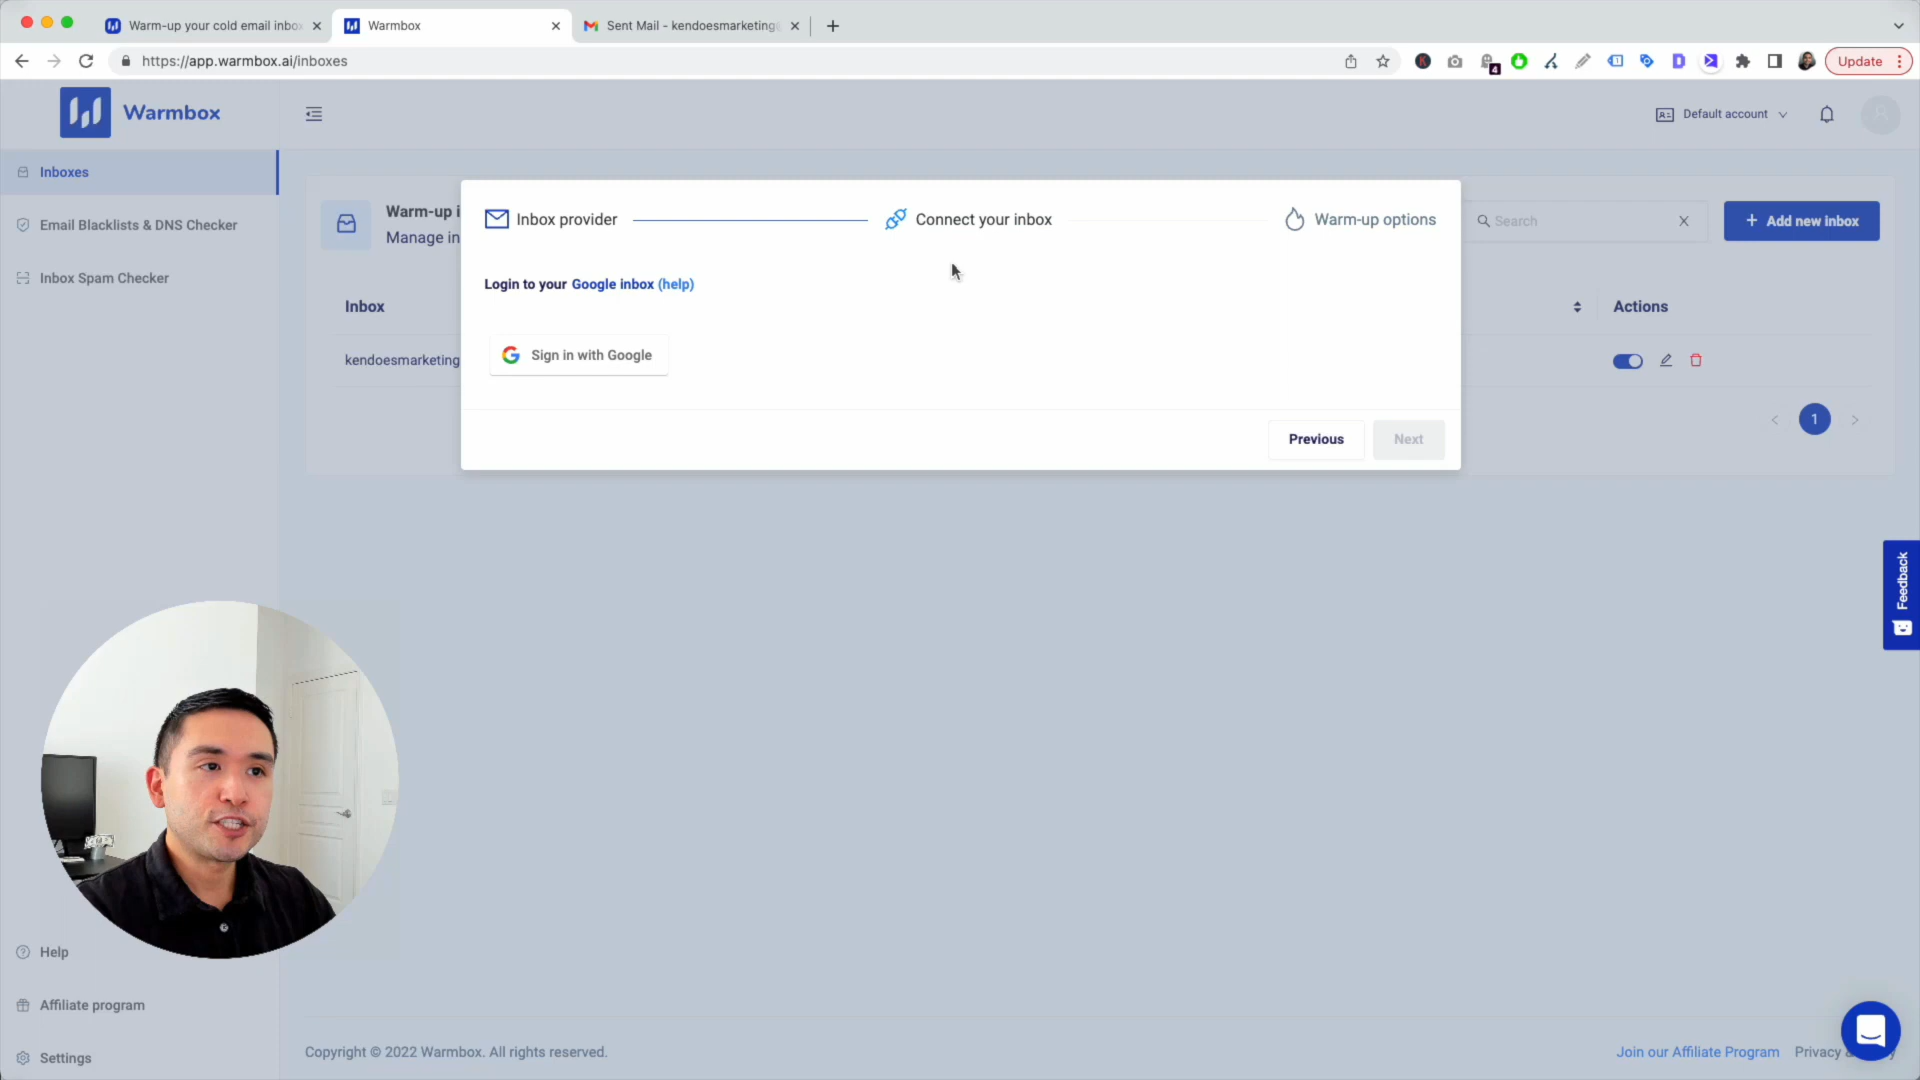 Warm-up your cold email inbo
Warmbox
Sent Mail - kendoesmarketing
https://app.warmbox.ai/inboxes
4
Update
Warmbox
Default account
Inboxes
Email Blacklists & DNS Checker
Inbox Spam Checker
Warm-up i
Manage in
Search
+ Add new inbox
Inbox provider
Connect your inbox
Warm-up options
Login to your Google inbox (help)
Sign in with Google
Previous
Next
Inbox
Actions
kendoesmarketing
1
Feedback
Help
Affiliate program
Settings
Copyright © 2022 Warmbox. All rights reserved.
Join our Affiliate Program
Privacy